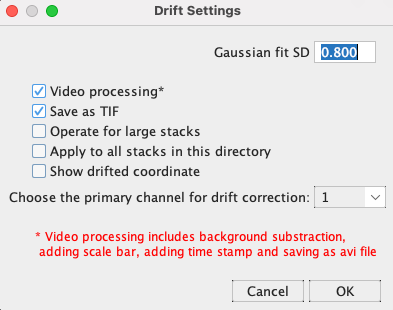 Drift Settings
Gaussian fit SD 0.800
Video processing*
Save as TIF
Operate for large stacks
Apply to all stacks in this directory
Show drifted coordinate
Choose the primary channel for drift correction: 1
* Video processing includes background substraction,
adding scale bar, adding time stamp and saving as avi file
Cancel OK